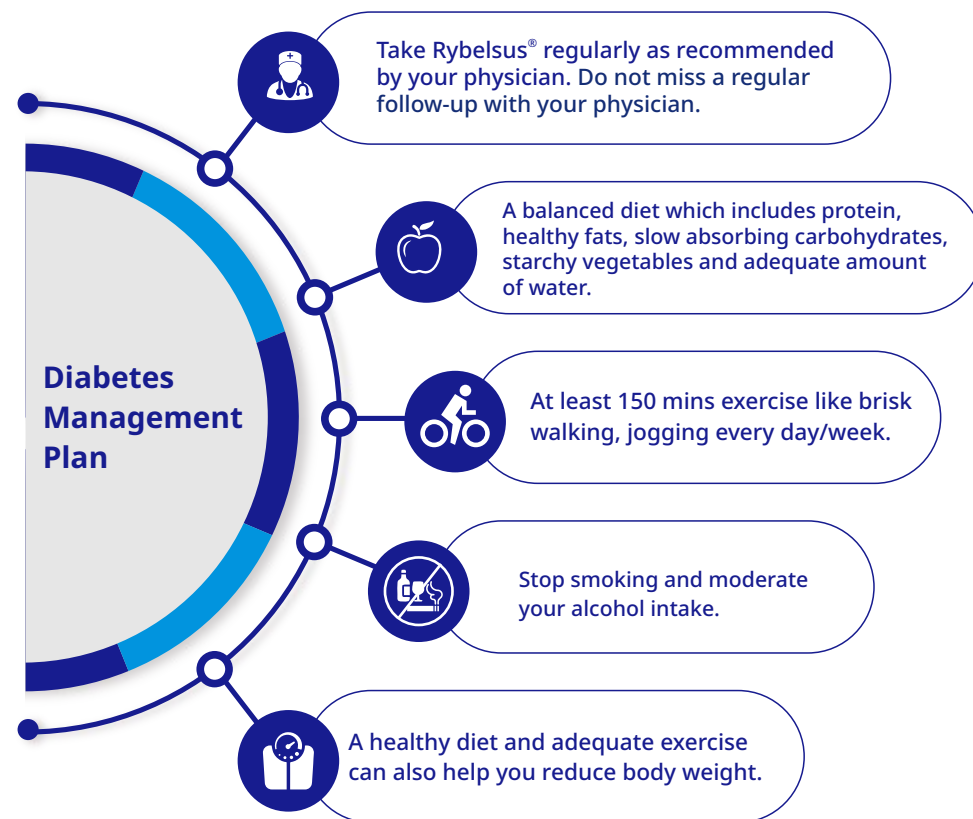 Take Rybelsus® regularly as recommended
by your physician. Do not miss a regular
follow-up with your physician.
A balanced diet which includes protein,
healthy fats, slow absorbing carbohydrates,
starchy vegetables and adequate amount
of water.
Diabetes
Management
Plan
At least 150 mins exercise like brisk
walking, jogging every day/week.
Stop smoking and moderate
your alcohol intake.
A healthy diet and adequate exercise
can also help you reduce body weight.